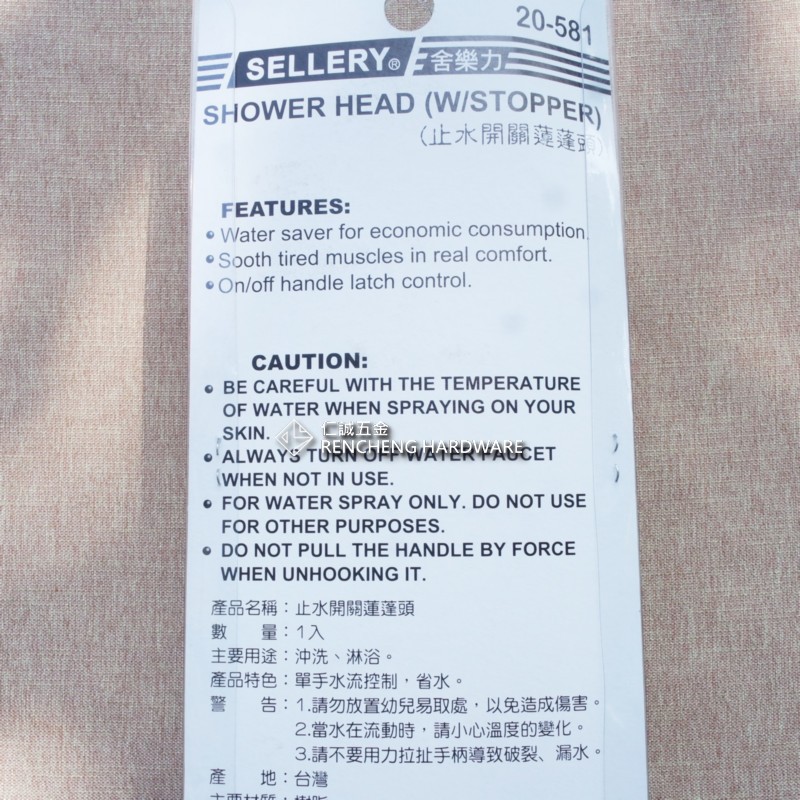 20-581
SELLERY® 舍樂力
SHOWER HEAD (W/STOPPER)
(止水開關蓮蓬頭)
FEATURES:
• Water saver for economic consumption.
• Sooth tired muscles in real comfort.
• On/off handle latch control.
CAUTION:
• BE CAREFUL WITH THE TEMPERATURE
OF WATER WHEN SPRAYING ON YOUR
SKIN.
仁誠五金
RENCHENG HARDWARE
• ALWAYS TURN OFF WATER FAUCET
WHEN NOT IN USE.
• FOR WATER SPRAY ONLY. DO NOT USE
FOR OTHER PURPOSES.
• DO NOT PULL THE HANDLE BY FORCE
WHEN UNHOOKING IT.
產品名稱：止水開關蓮蓬頭
數 量：1入
主要用途：沖洗、淋浴。
產品特色：單手水流控制，省水。
警 告：1.請勿放置幼兒易取處，以免造成傷害。
2.當水在流動時，請小心溫度的變化。
3.請不要用力拉扯手柄導致破裂、漏水。
產 地：台灣
主要材質：樹脂